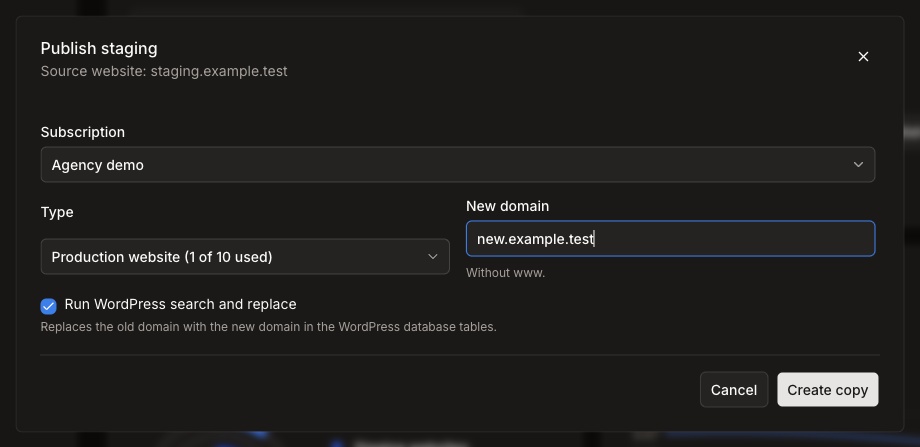 Publish staging
Source website: staging.example.test
Subscription
Agency demo
Type
Production website (1 of 10 used)
New domain
new.example.test
Without www.
Run WordPress search and replace
Replaces the old domain with the new domain in the WordPress database tables.
Cancel
Create copy